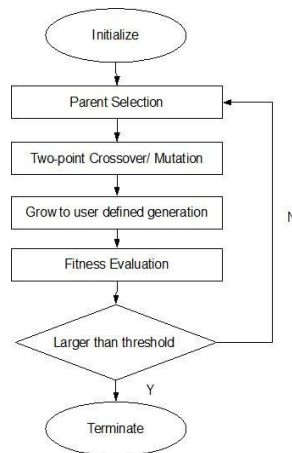 Initialize
Parent Selection
Two-point Crossover/ Mutation
Grow to user defined generation
Fitness Evaluation
Larger than threshold
N
Y
Terminate